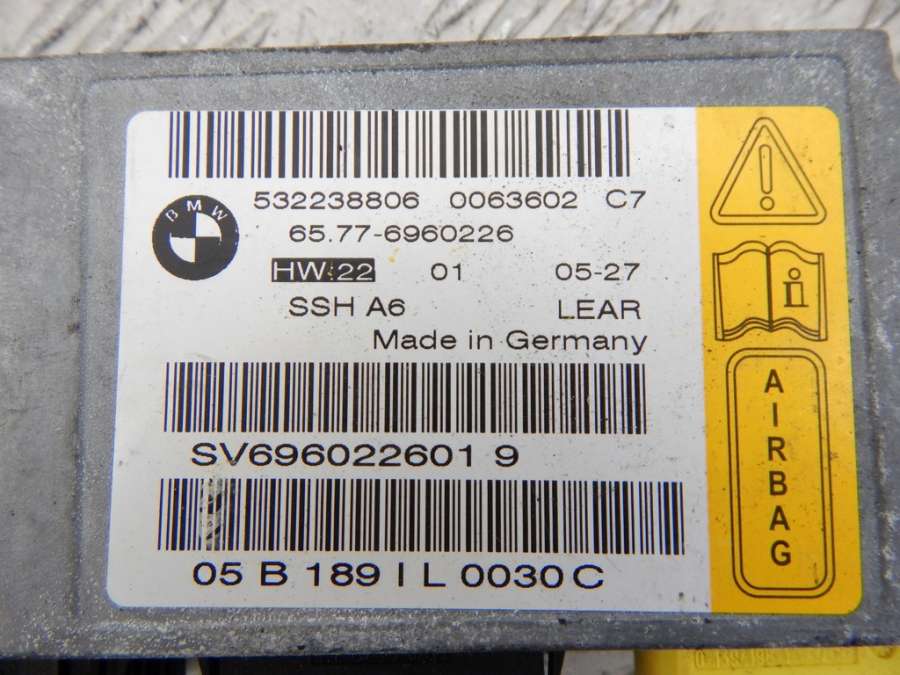 532238806 0063602 C7
BMW
65.77-6960226
HW:22 01 05-27
SSH A6 LEAR
Made in Germany
SV696022601 9
05 B 189 I L 0030 C
i
AIRBAG